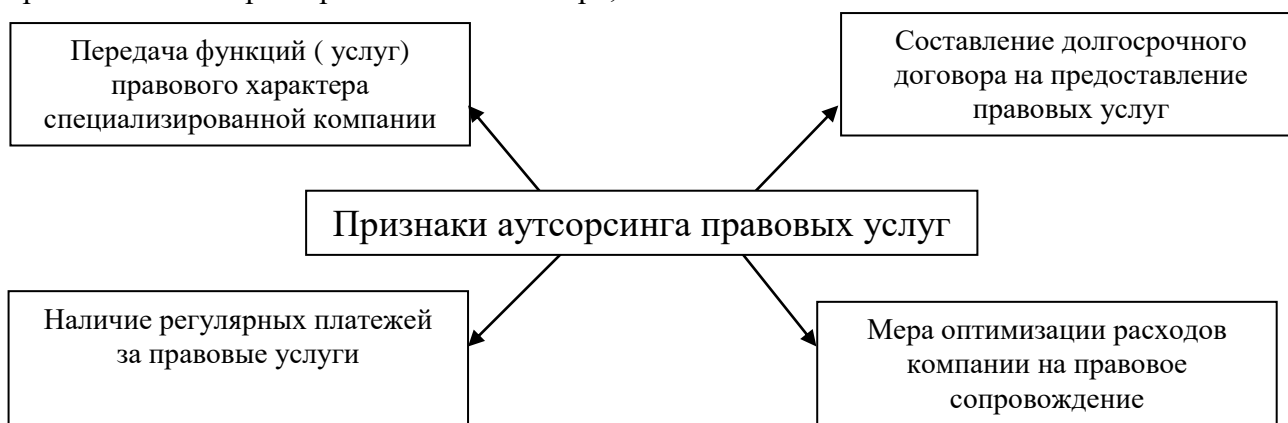 Передача функций ( услуг)
правового характера
специализированной компании
Составление долгосрочного
договора на предоставление
правовых услуг
Признаки аутсорсинга правовых услуг
Наличие регулярных платежей
за правовые услуги
Мера оптимизации расходов
компании на правовое
сопровождение